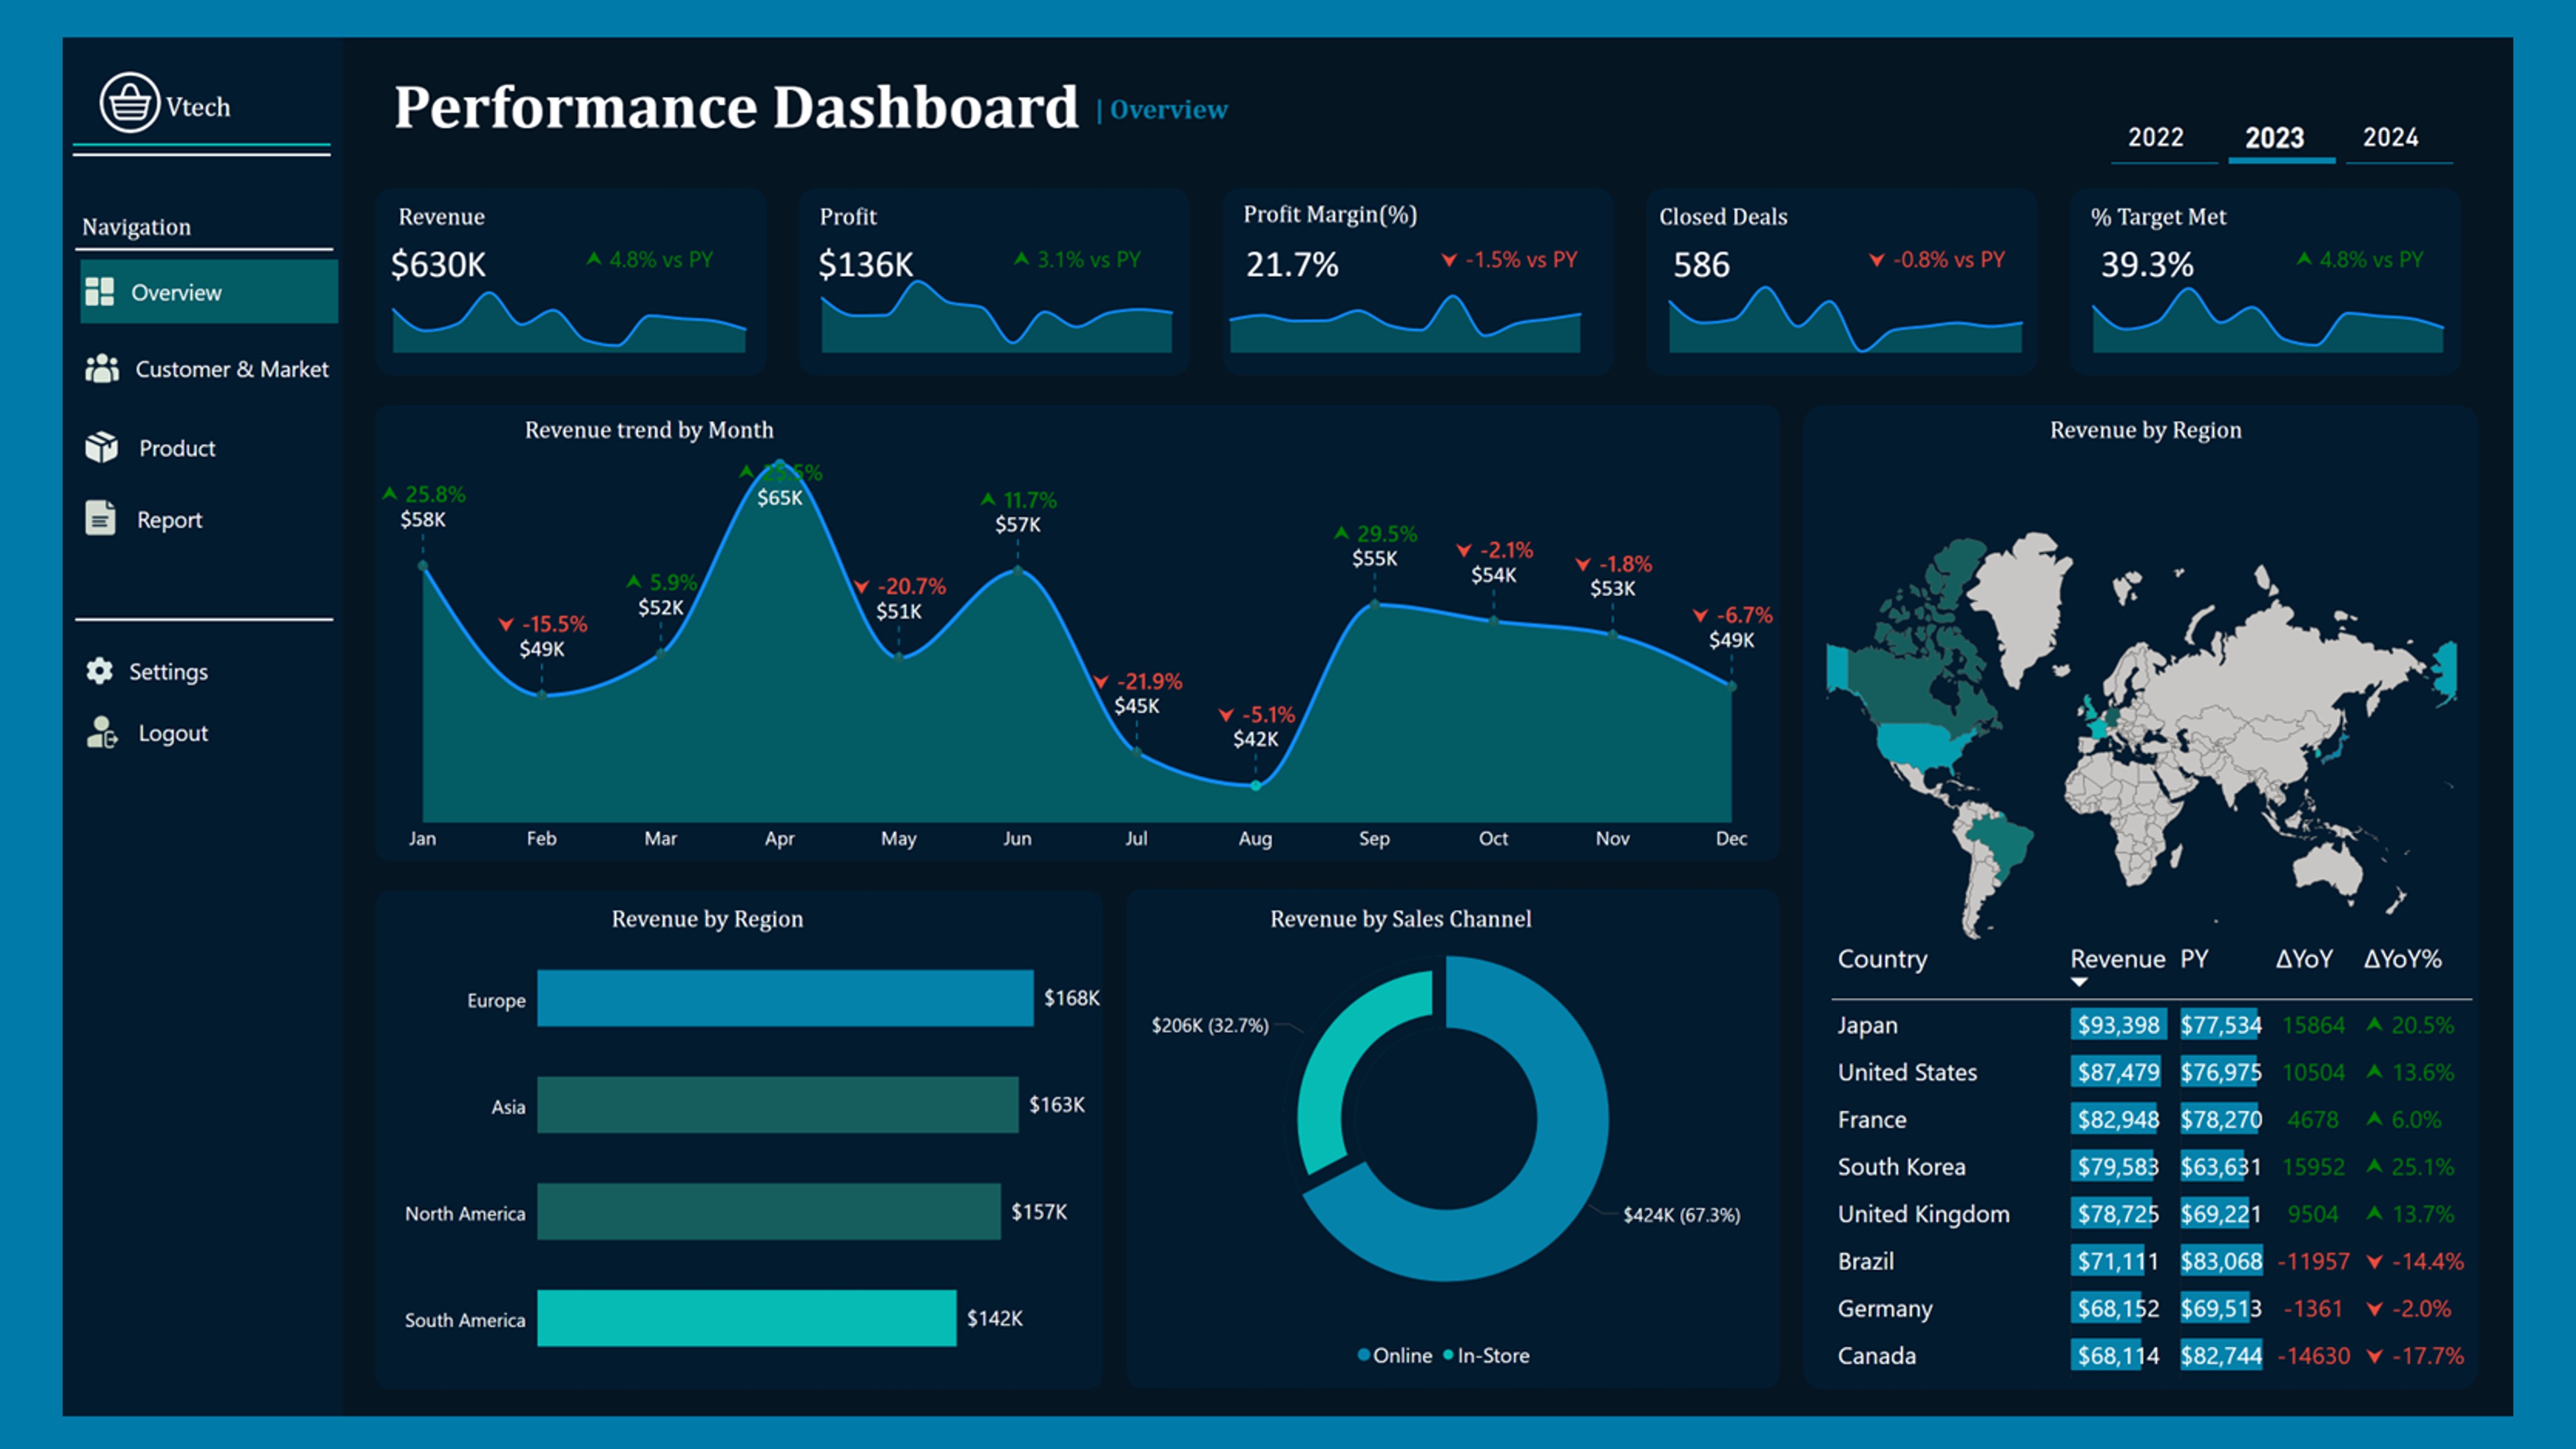 Vtech
Performance Dashboard | Overview
2022 2023 2024
Navigation
Overview
Customer & Market
Product
Report
Settings
Logout
Revenue
$630K 4.8% vs PY
Profit
$136K 3.1% vs PY
Profit Margin(%)
21.7% -1.5% vs PY
Closed Deals
586 -0.8% vs PY
% Target Met
39.3% 4.8% vs PY
Revenue trend by Month
25.8%
$58K
-15.5%
$49K
5.9%
$52K
$65K
-20.7%
$51K
11.7%
$57K
-21.9%
$45K
-5.1%
$42K
29.5%
$55K
-2.1%
$54K
-1.8%
$53K
-6.7%
$49K
Jan Feb Mar Apr May Jun Jul Aug Sep Oct Nov Dec
Revenue by Region
Europe $168K
Asia $163K
North America $157K
South America $142K
Revenue by Sales Channel
$206K (32.7%)
$424K (67.3%)
Online In-Store
Revenue by Region
Country Revenue PY ΔYoY ΔYoY%
Japan $93,398 $77,534 15864 20.5%
United States $87,479 $76,975 10504 13.6%
France $82,948 $78,270 4678 6.0%
South Korea $79,583 $63,631 15952 25.1%
United Kingdom $78,725 $69,221 9504 13.7%
Brazil $71,111 $83,068 -11957 -14.4%
Germany $68,152 $69,513 -1361 -2.0%
Canada $68,114 $82,744 -14630 -17.7%